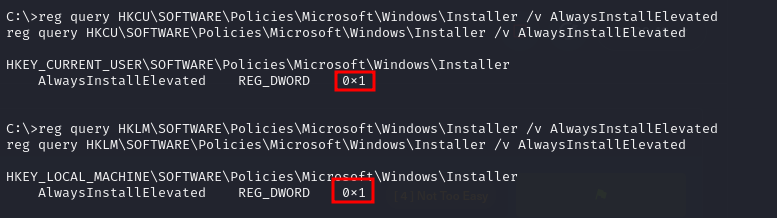 C:\>reg query HKCU\SOFTWARE\Policies\Microsoft\Windows\Installer /v AlwaysInstallElevated
reg query HKCU\SOFTWARE\Policies\Microsoft\Windows\Installer /v AlwaysInstallElevated
HKEY_CURRENT_USER\SOFTWARE\Policies\Microsoft\Windows\Installer
AlwaysInstallElevated    REG_DWORD    0×1
C:\>reg query HKLM\SOFTWARE\Policies\Microsoft\Windows\Installer /v AlwaysInstallElevated
reg query HKLM\SOFTWARE\Policies\Microsoft\Windows\Installer /v AlwaysInstallElevated
HKEY_LOCAL_MACHINE\SOFTWARE\Policies\Microsoft\Windows\Installer
AlwaysInstallElevated    REG_DWORD    0×1 | 4 | Not Too Easy